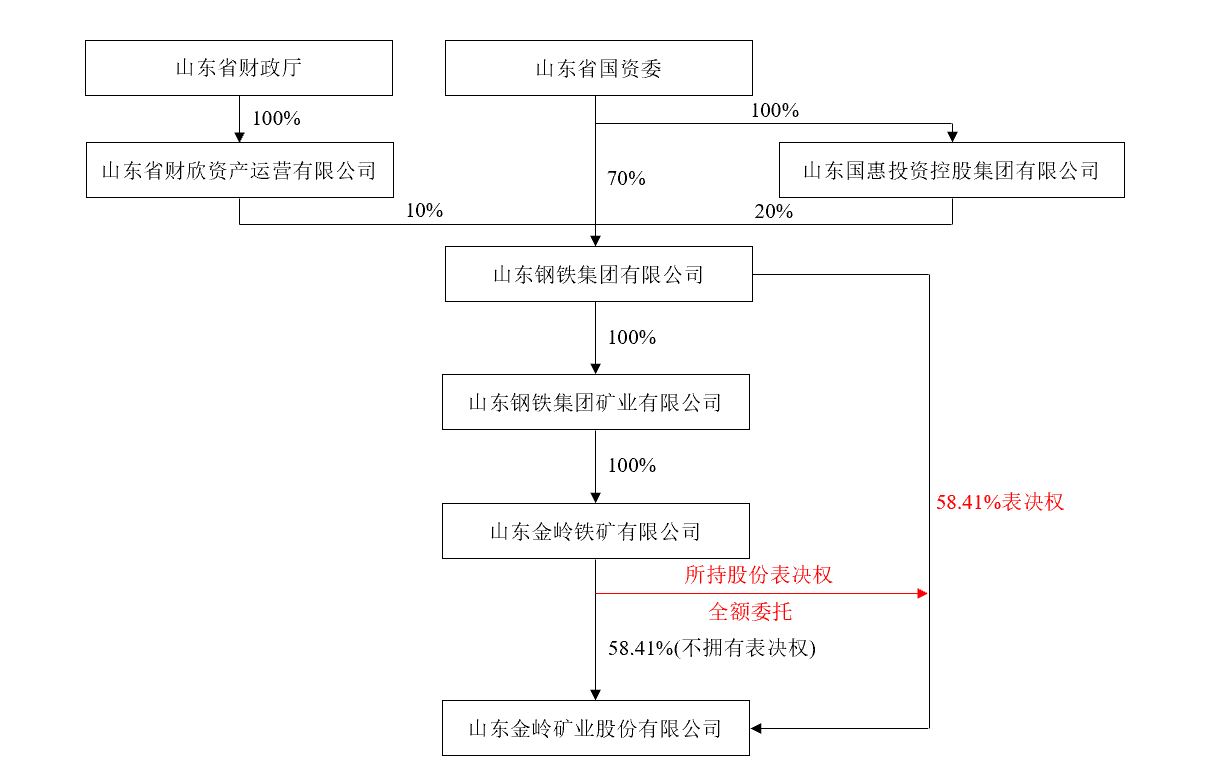 山东省财政厅
山东省国资委
100%
100%
山东省财欣资产运营有限公司
山东国惠投资控股集团有限公司
70%
10%
20%
山东钢铁集团有限公司
100%
山东钢铁集团矿业有限公司
100%
58.41%表决权
山东金岭铁矿有限公司
所持股份表决权
全额委托
58.41%(不拥有表决权)
山东金岭矿业股份有限公司